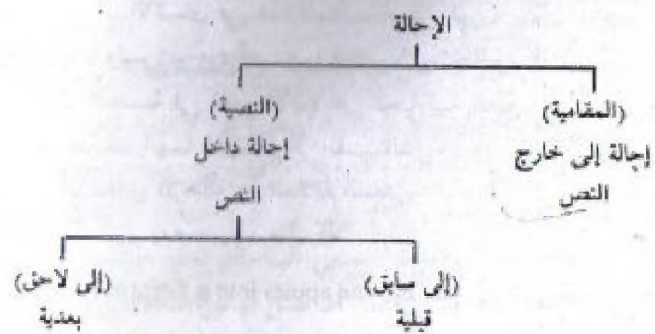 الإحالة
(المقامية)
إحالة إلى خارج
النص
(النصية)
إحالة داخل
النص
(إلى سابق)
قبلية
(إلى لاحق)
بعدية